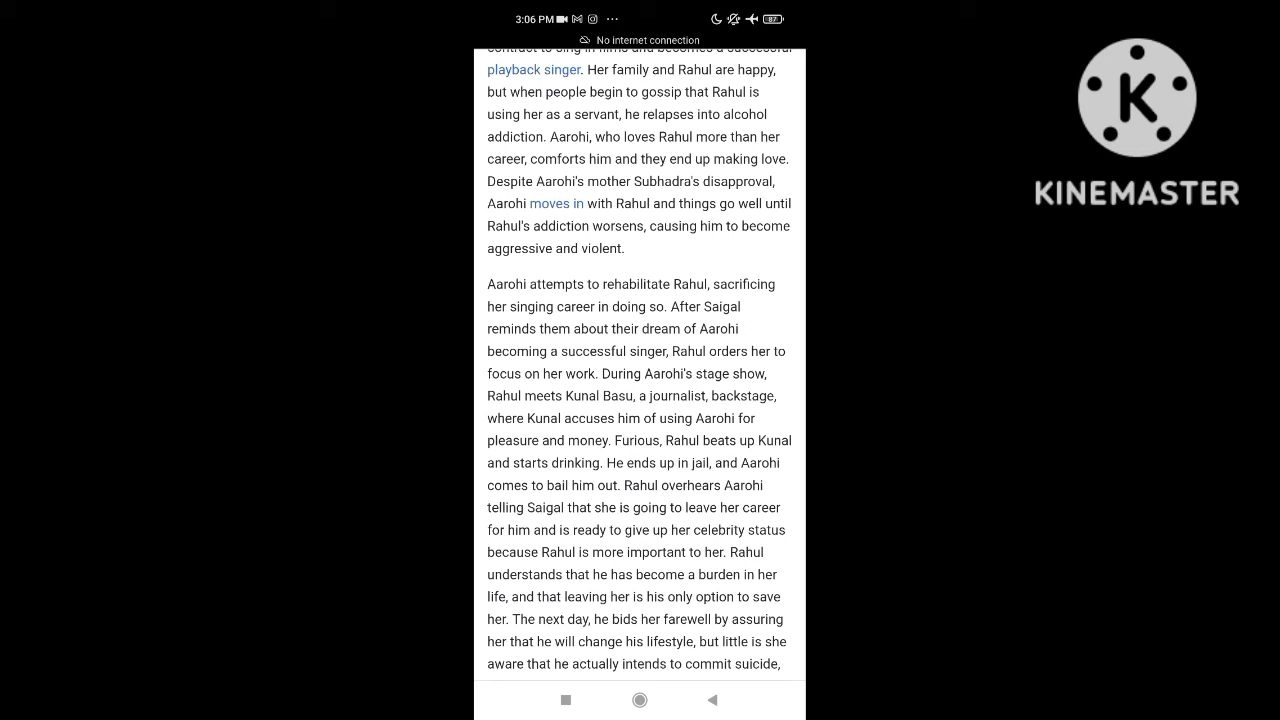 3:06 PM
87
No internet connection
contract to sing in films and becomes a successful
playback singer. Her family and Rahul are happy,
but when people begin to gossip that Rahul is
using her as a servant, he relapses into alcohol
addiction. Aarohi, who loves Rahul more than her
career, comforts him and they end up making love.
Despite Aarohi's mother Subhadra's disapproval,
Aarohi moves in with Rahul and things go well until
Rahul's addiction worsens, causing him to become
aggressive and violent.
Aarohi attempts to rehabilitate Rahul, sacrificing
her singing career in doing so. After Saigal
reminds them about their dream of Aarohi
becoming a successful singer, Rahul orders her to
focus on her work. During Aarohi's stage show,
Rahul meets Kunal Basu, a journalist, backstage,
where Kunal accuses him of using Aarohi for
pleasure and money. Furious, Rahul beats up Kunal
and starts drinking. He ends up in jail, and Aarohi
comes to bail him out. Rahul overhears Aarohi
telling Saigal that she is going to leave her career
for him and is ready to give up her celebrity status
because Rahul is more important to her. Rahul
understands that he has become a burden in her
life, and that leaving her is his only option to save
her. The next day, he bids her farewell by assuring
her that he will change his lifestyle, but little is she
aware that he actually intends to commit suicide,
K
KINEMASTER